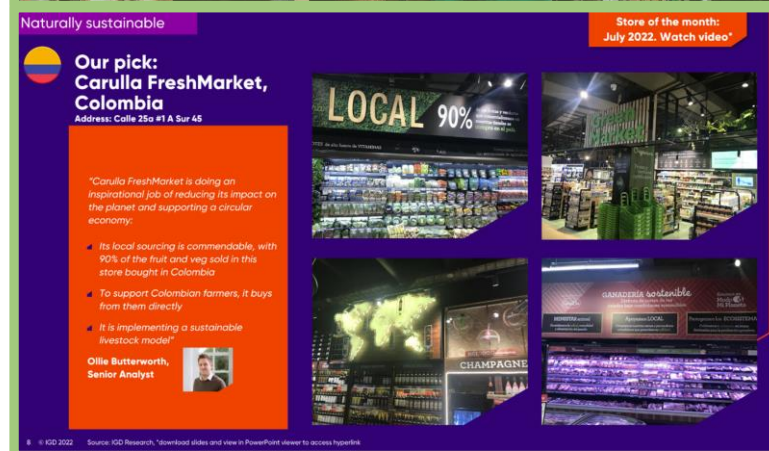 Naturally sustainable
Store of the month:
July 2022. Watch video*
Our pick:
Carulla FreshMarket,
Colombia
Address: Calle 25a #1 A Sur 45
"Carulla FreshMarket is doing an
inspirational job of reducing its impact on
the planet and supporting a circular
economy:
Its local sourcing is commendable, with
90% of the fruit and veg sold in this
store bought in Colombia
To support Colombian farmers, it buys
from them directly
It is implementing a sustainable
livestock model"
Ollie Butterworth,
Senior Analyst
LOCAL 90%
Market
CHAMPAGNE
GANADERÍA sostenible
BIENESTAR animal
Apoyamos LOCAL
ECOSISTEMA
8 © IGD 2022 Source: IGD Research, *download slides and view in PowerPoint viewer to access hyperlink